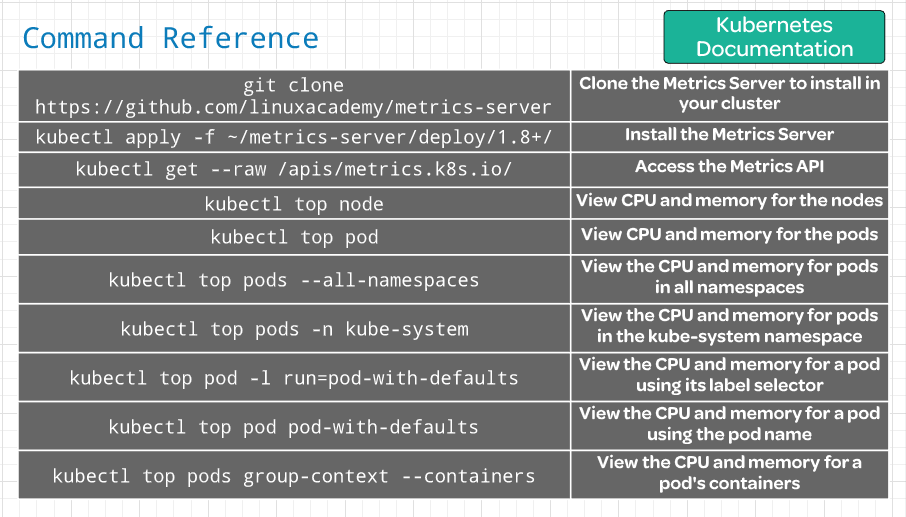 Command Reference
Kubernetes
Documentation
git clone
https://github.com/linuxacademy/metrics-server
Clone the Metrics Server to install in
your cluster
kubectl apply -f ~/metrics-server/deploy/1.8+/
Install the Metrics Server
kubectl get --raw /apis/metrics.k8s.io/
Access the Metrics API
kubectl top node
View CPU and memory for the nodes
kubectl top pod
View CPU and memory for the pods
kubectl top pods --all-namespaces
View the CPU and memory for pods
in all namespaces
kubectl top pods -n kube-system
View the CPU and memory for pods
in the kube-system namespace
kubectl top pod -l run=pod-with-defaults
View the CPU and memory for a pod
using its label selector
kubectl top pod pod-with-defaults
View the CPU and memory for a pod
using the pod name
kubectl top pods group-context --containers
View the CPU and memory for a
pod's containers